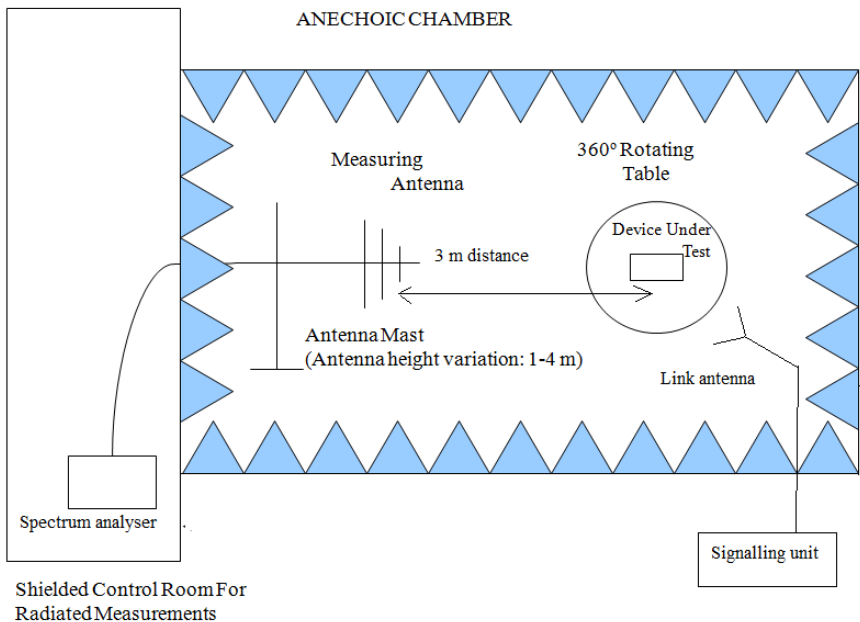 ANECHOIC CHAMBER
Measuring
Antenna
360º Rotating
Table
Device Under
Test
3 m distance
Antenna Mast
(Antenna height variation: 1-4 m)
Link antenna
Spectrum analyser .
Signalling unit
Shielded Control Room For
Radiated Measurements